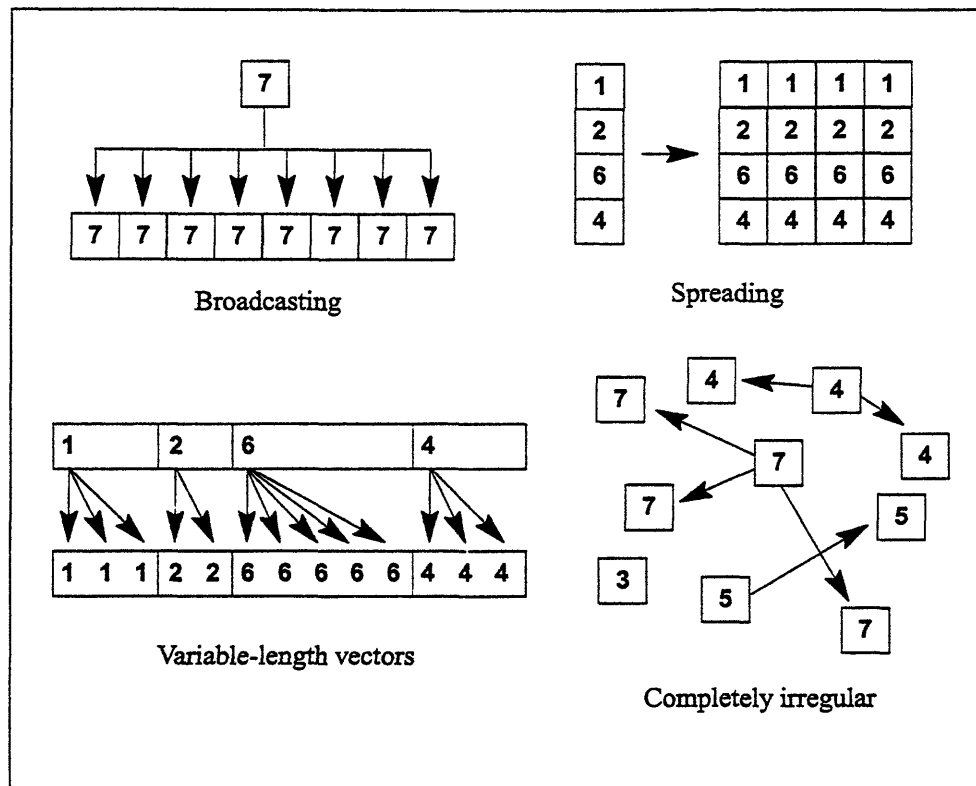 7
7 7 7 7 7 7 7 7
Broadcasting
1
2
6
4
1 1 1 1
2 2 2 2
6 6 6 6
4 4 4 4
Spreading
1 2 6 4
1 1 1 2 2 6 6 6 6 6 4 4 4
Variable-length vectors
7 4 4
7 4
7 5
3 5
7
Completely irregular